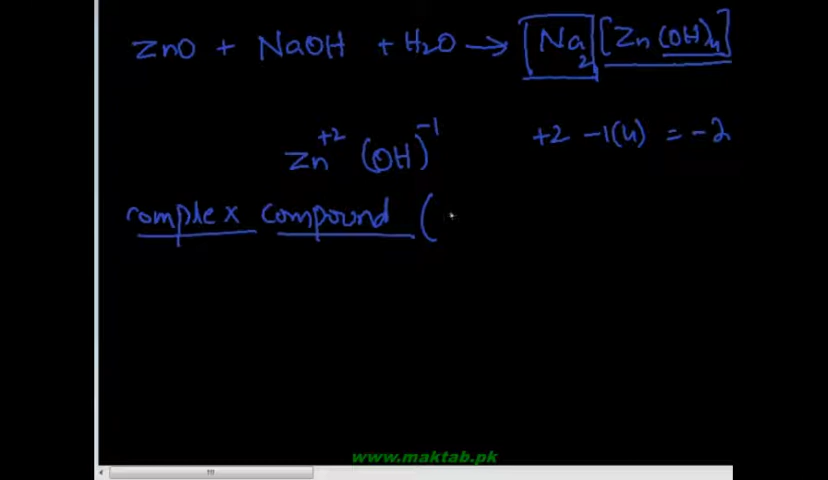 ZnO + NaOH + H₂O → Na₂ [Zn(OH)₄]
Zn⁺² (OH)⁻¹ +2 -1(4) = -2
complex compound (
www.maktab.pk